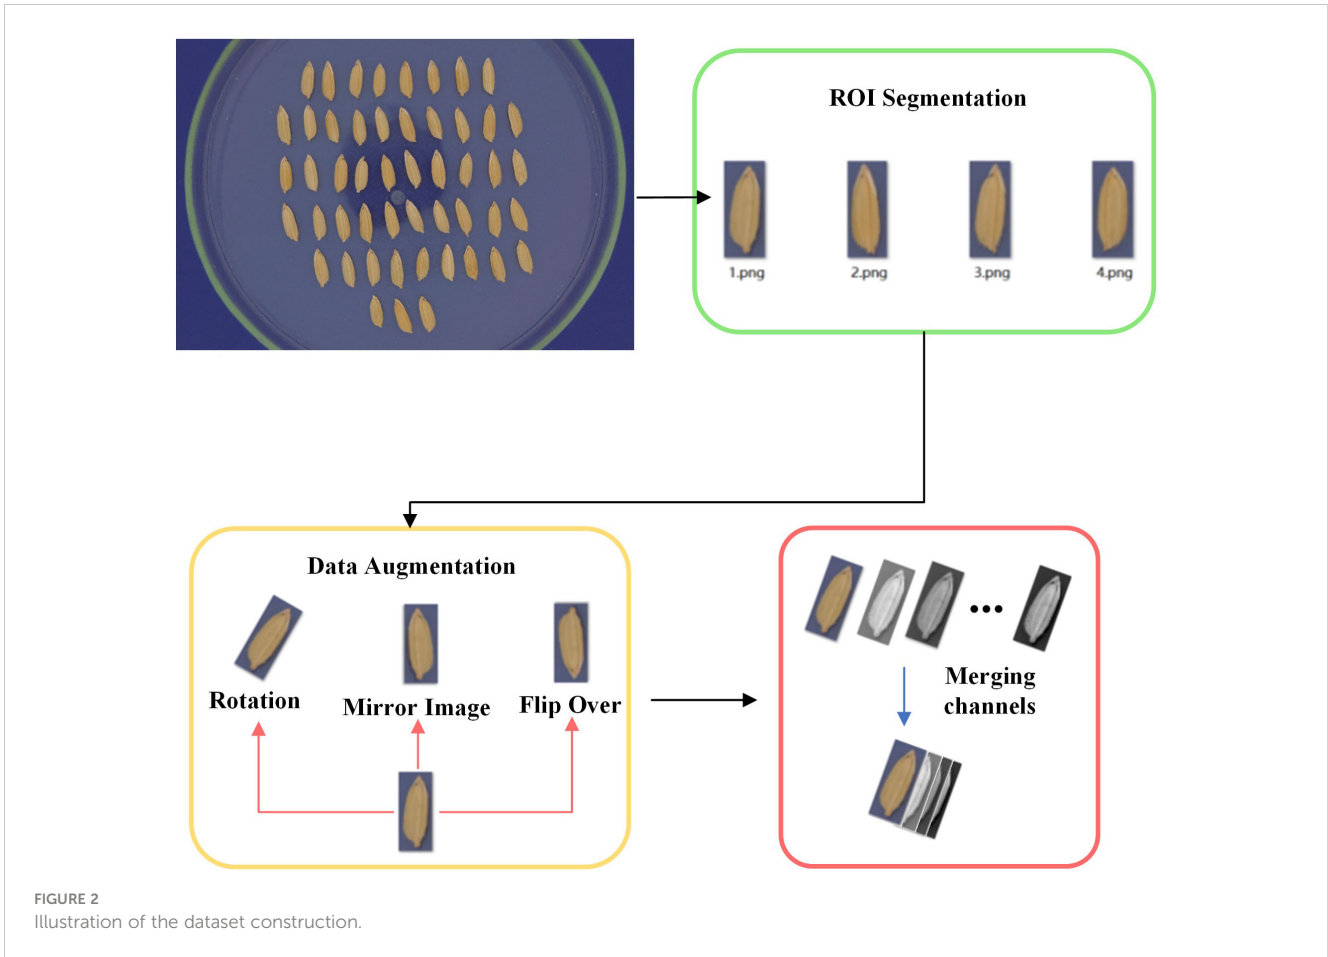 ROI Segmentation
1.png
2.png
3.png
4.png
Data Augmentation
Rotation
Mirror Image
Flip Over
•••
Merging
channels
FIGURE 2
Illustration of the dataset construction.